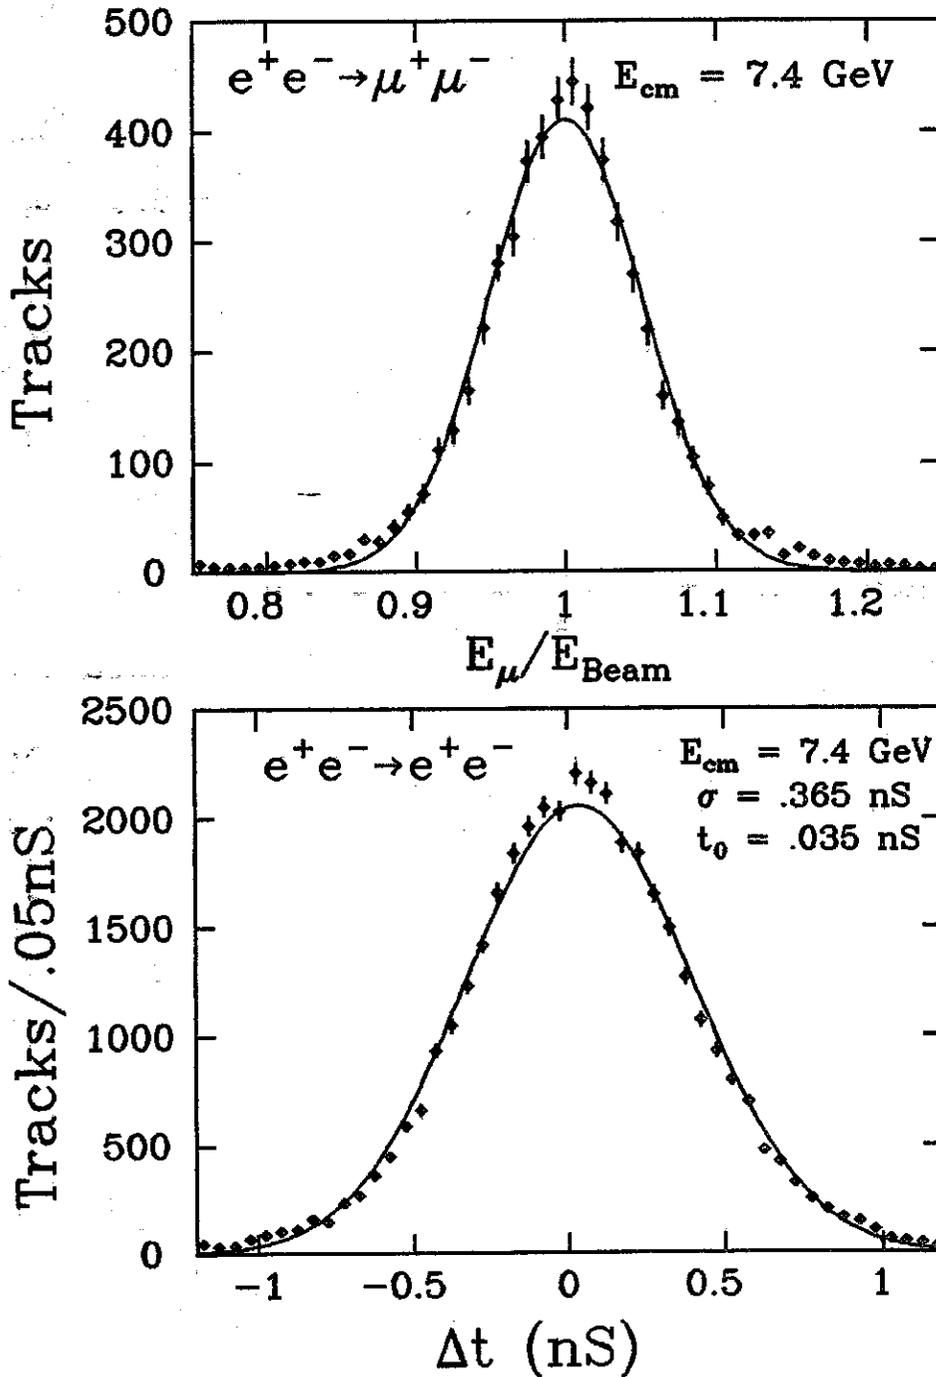 500
e⁺e⁻→μ⁺μ⁻ E_cm = 7.4 GeV
400
300
200
100
0
Tracks
0.8 0.9 1 1.1 1.2
E_μ/E_Beam
2500
e⁺e⁻→e⁺e⁻ E_cm = 7.4 GeV
σ = .365 nS
2000
t₀ = .035 nS
1500
1000
500
0
Tracks/.05nS
−1 −0.5 0 0.5 1
Δt (nS)